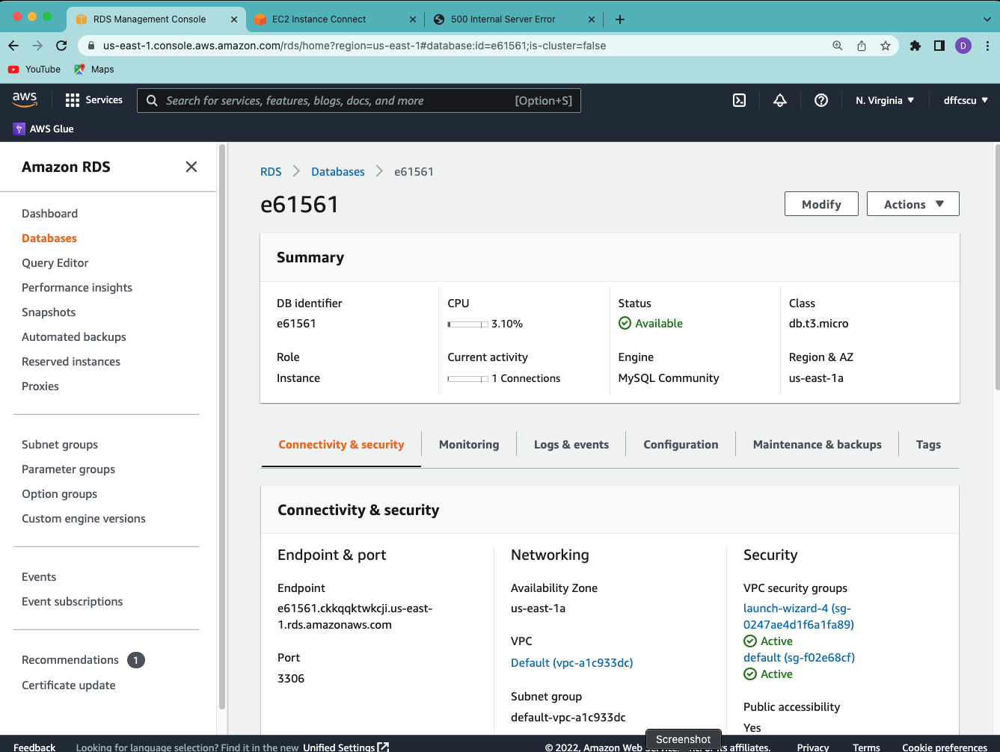 RDS Management Console
EC2 Instance Connect
500 Internal Server Error
us-east-1.console.aws.amazon.com/rds/home?region=us-east-1#database:id=e61561;is-cluster=false
D
YouTube
Maps
aws
Services
Search for services, features, blogs, docs, and more
[Option+S]
N. Virginia
dffcscu
AWS Glue
Amazon RDS
Dashboard
Databases
Query Editor
Performance insights
Snapshots
Automated backups
Reserved instances
Proxies
Subnet groups
Parameter groups
Option groups
Custom engine versions
Events
Event subscriptions
Recommendations 1
Certificate update
RDS > Databases > e61561
e61561
Modify
Actions
Summary
DB identifier
e61561
CPU
3.10%
Status
Available
Class
db.t3.micro
Role
Instance
Current activity
1 Connections
Engine
MySQL Community
Region & AZ
us-east-1a
Connectivity & security
Monitoring
Logs & events
Configuration
Maintenance & backups
Tags
Connectivity & security
Endpoint & port
Endpoint
e61561.ckkqqktwkcji.us-east-
1.rds.amazonaws.com
Port
3306
Networking
Availability Zone
us-east-1a
VPC
Default (vpc-a1c933dc)
Subnet group
default-vpc-a1c933dc
Security
VPC security groups
launch-wizard-4 (sg-
0247ae4d1f6a1fa89)
Active
default (sg-f02e68cf)
Active
Public accessibility
Yes
Screenshot
Feedback
Looking for language selection? Find it in the new Unified Settings
© 2022, Amazon Web its affiliates.
Privacy
Terms
Cookie preferences